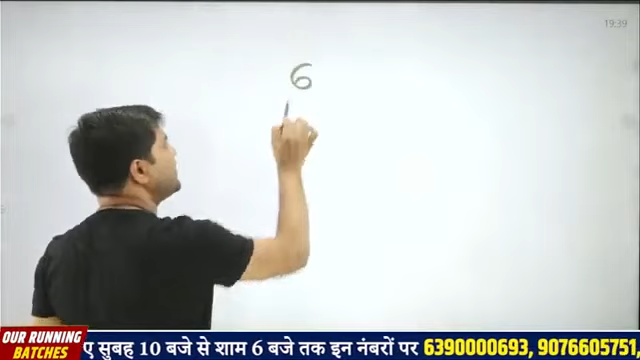 19:39
6
OUR RUNNING
BATCHES
ए सुबह 10 बजे से शाम 6 बजे तक इन नंबरों पर 6390000693, 9076605751,